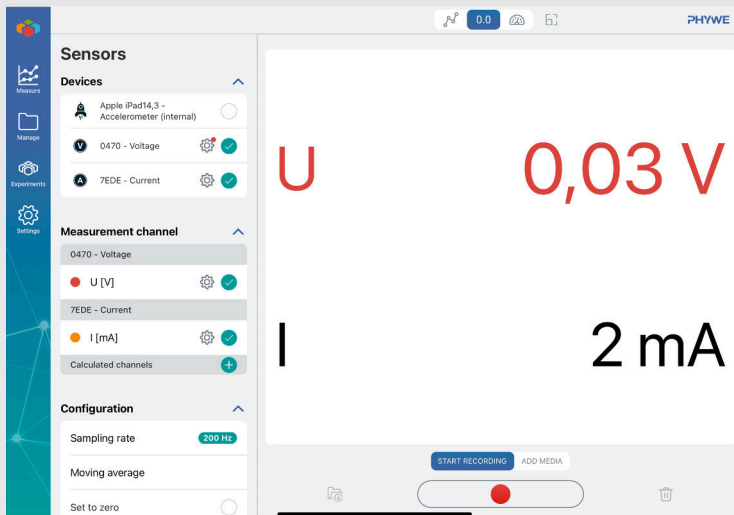 0.0
PHYWE
Measure
Manage
Experiments
Settings
Sensors
Devices
Apple iPad14,3 -
Accelerometer (internal)
V
0470 - Voltage
A
7EDE - Current
Measurement channel
0470 - Voltage
U [V]
7EDE - Current
I [mA]
Calculated channels
Configuration
Sampling rate
200 Hz
Moving average
Set to zero
U
0,03 V
I
2 mA
START RECORDING
ADD MEDIA